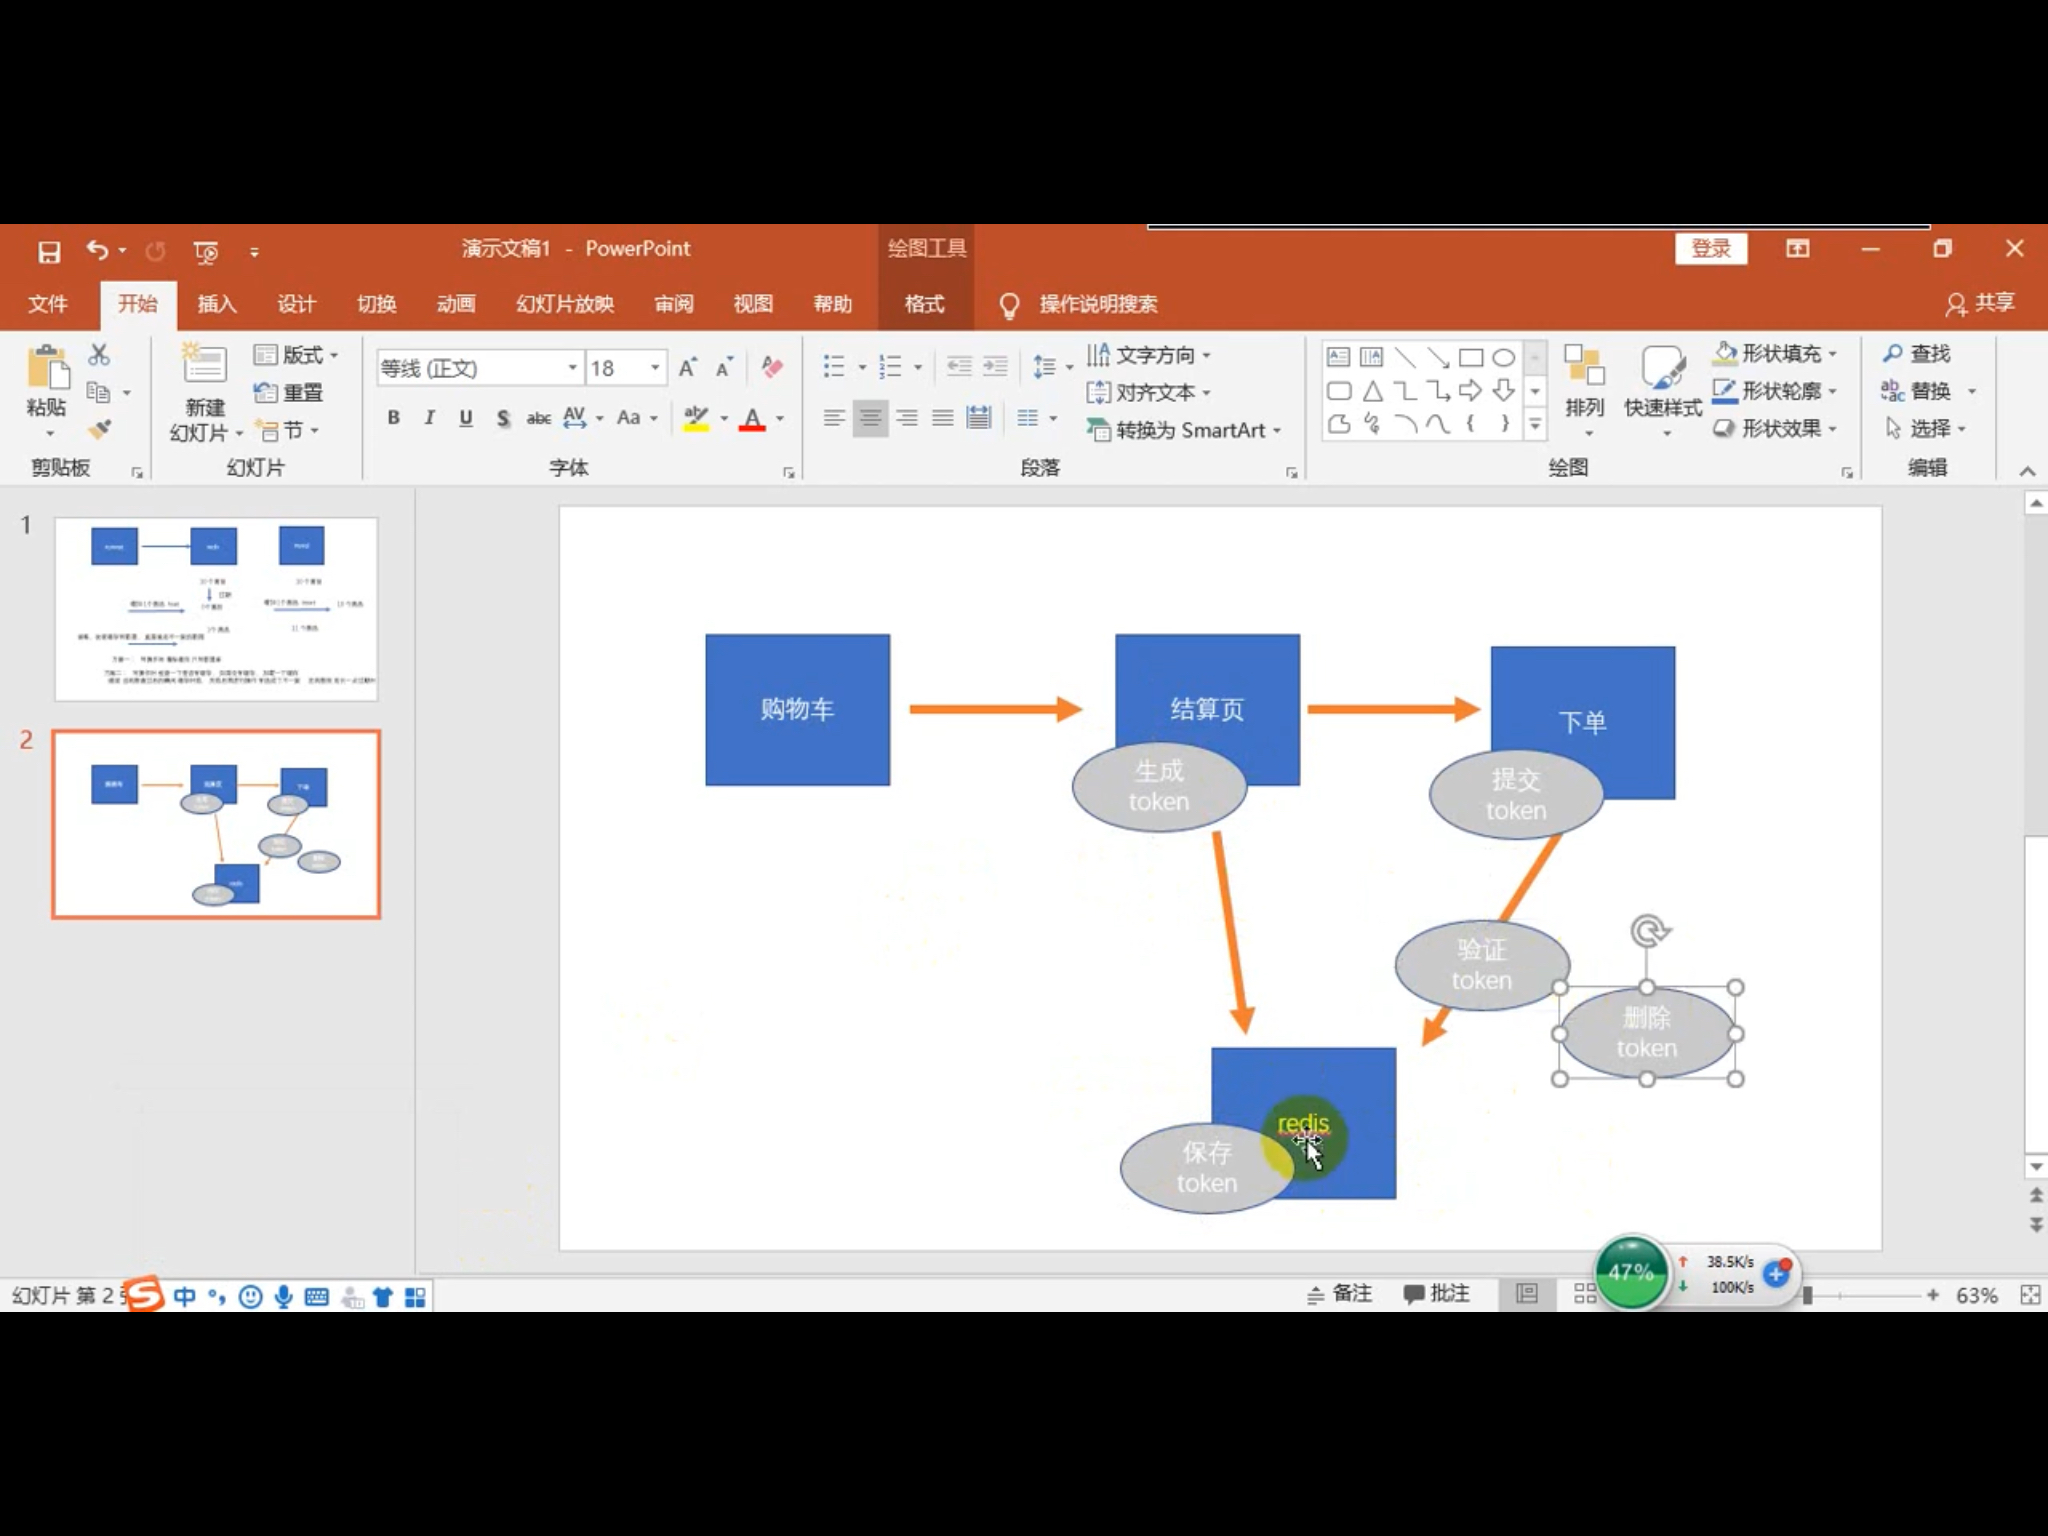 演示文稿1 - PowerPoint
绘图工具
登录
文件
开始
插入
设计
切换
动画
幻灯片放映
审阅
视图
帮助
格式
操作说明搜索
共享
粘贴
剪贴板
新建
幻灯片
版式
重置
节
幻灯片
等线 (正文)
18
B I U S abc AV Aa A
字体
文字方向
对齐文本
转换为 SmartArt
段落
排列
快速样式
形状填充
形状轮廓
形状效果
绘图
查找
替换
选择
编辑
1
2
购物车
结算页
下单
生成
token
提交
token
验证
token
删除
token
redis
保存
token
幻灯片 第 2
中
备注
批注
47%
38.5K/s
100K/s
63%